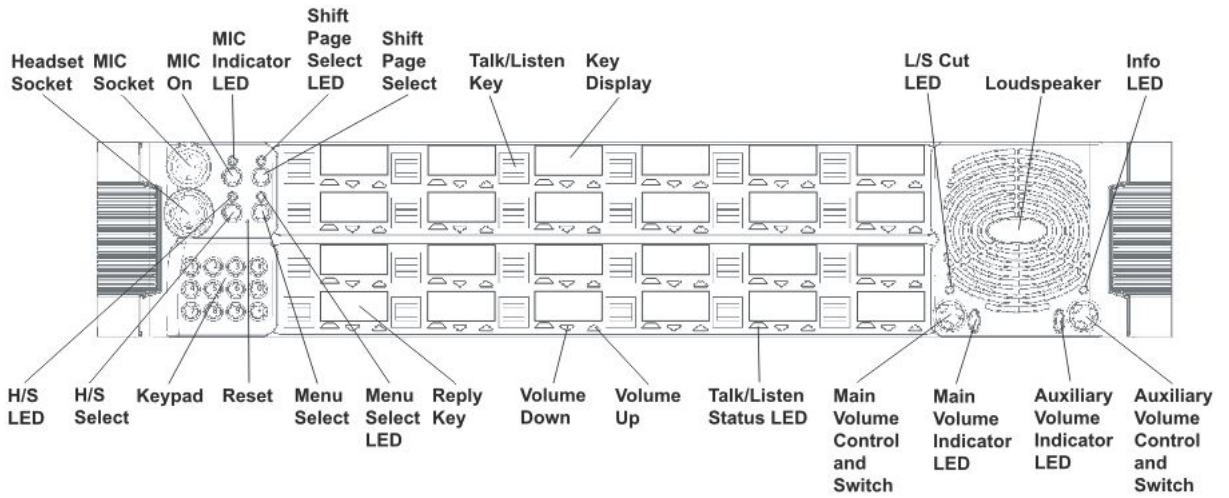 Headset
Socket
MIC
Socket
MIC
On
MIC
Indicator
LED
Shift
Page
Select
LED
Shift
Page
Select
Talk/Listen
Key
Key
Display
L/S Cut
LED
Loudspeaker
Info
LED
H/S
LED
H/S
Select
Keypad
Reset
Menu
Select
Menu
Select
LED
Reply
Key
Volume
Down
Volume
Up
Talk/Listen
Status LED
Main
Volume
Control
and
Switch
Main
Volume
Indicator
LED
Auxiliary
Volume
Indicator
LED
Auxiliary
Volume
Control
and
Switch